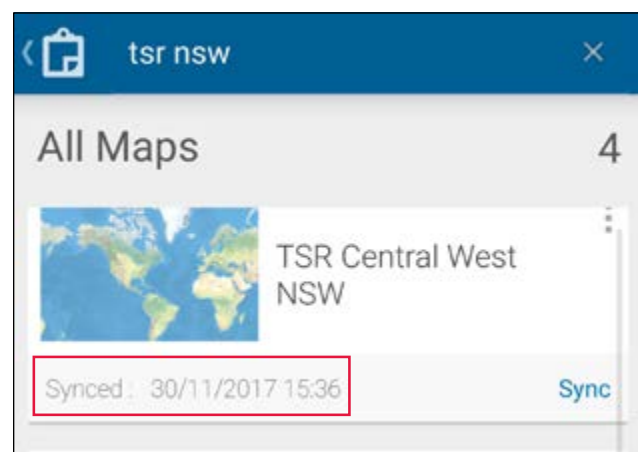 tsr nsw
All Maps 4
TSR Central West
NSW
Synced : 30/11/2017 15:36 Sync